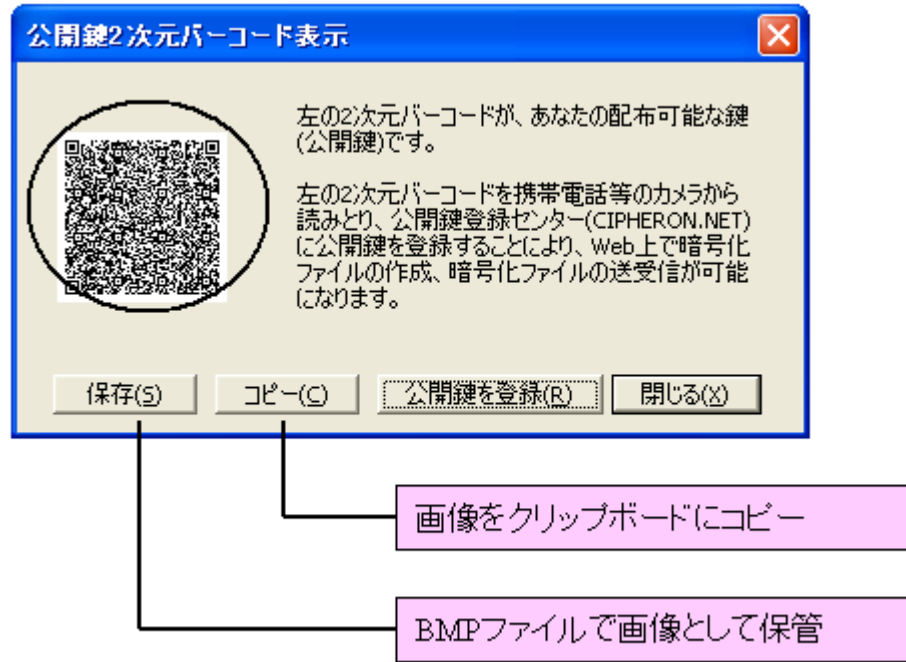 公開鍵2次元バーコード表示
左の2次元バーコードが、あなたの配布可能な鍵
(公開鍵)です。
左の2次元バーコードを携帯電話等のカメラから
読みとり、公開鍵登録センター(CIPHERON.NET)
に公開鍵を登録することにより、Web上で暗号化
ファイルの作成、暗号化ファイルの送受信が可能
になります。
保存(S)
コピー(C)
公開鍵を登録(R)
閉じる(X)
画像をクリップボードにコピー
BMPファイルで画像として保管